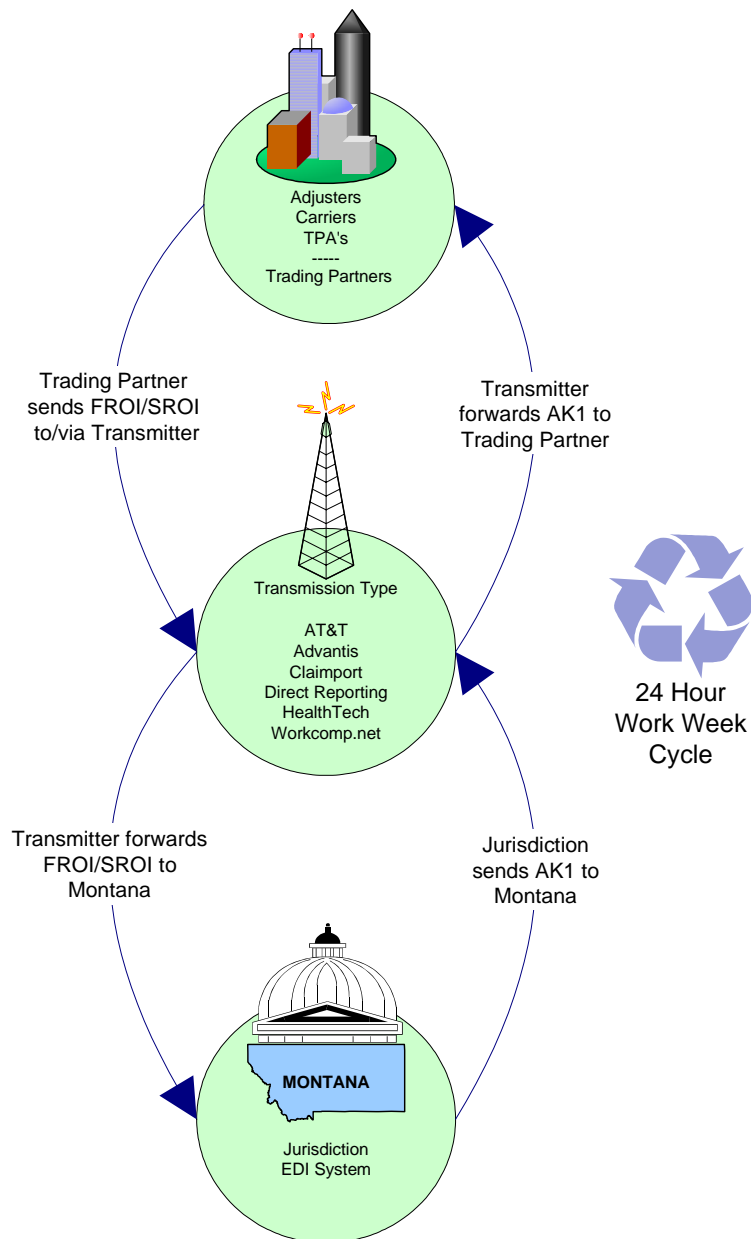 Adjusters
Carriers
TPA's
-----
Trading Partners
Trading Partner
sends FROI/SROI
to/via Transmitter
Transmitter
forwards AK1 to
Trading Partner
Transmission Type
AT&T
Advantis
Claimport
Direct Reporting
HealthTech
Workcomp.net
24 Hour
Work Week
Cycle
Transmitter forwards
FROI/SROI to
Montana
Jurisdiction
sends AK1 to
Montana
MONTANA
Jurisdiction
EDI System